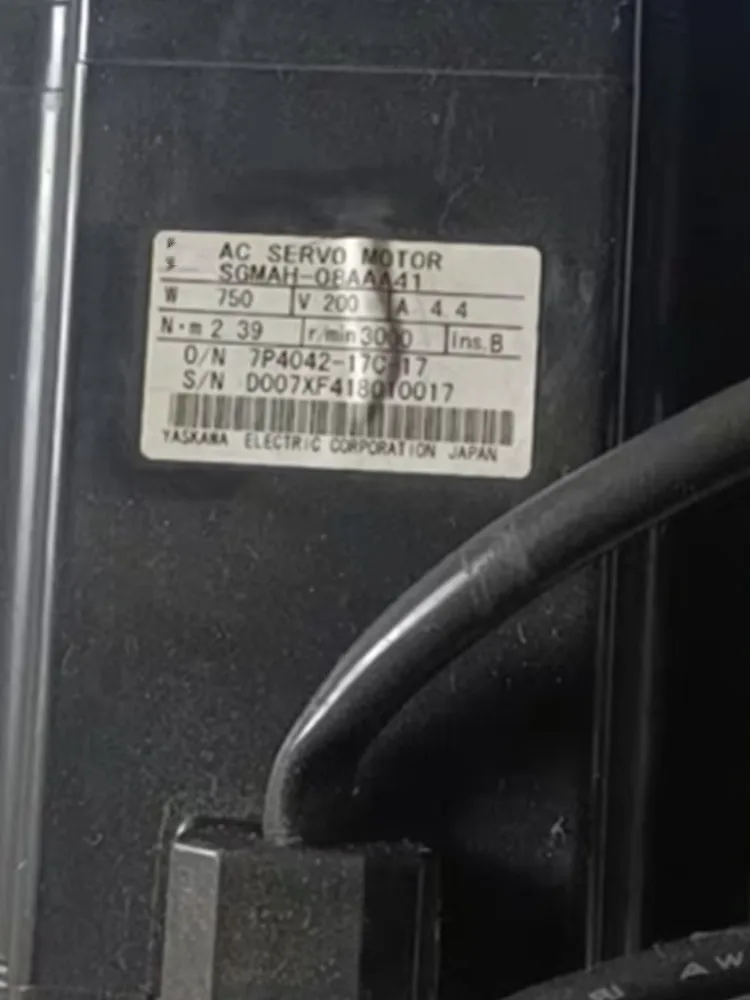 AC SERVO MOTOR
SGMAH-08AAA41
W 750 V 200 A 4.4
N·m 2.39 r/min 3000 Ins.B
O/N 7P4042-17C-17
S/N D007XF418010017
YASKAWA ELECTRIC CORPORATION JAPAN
AW